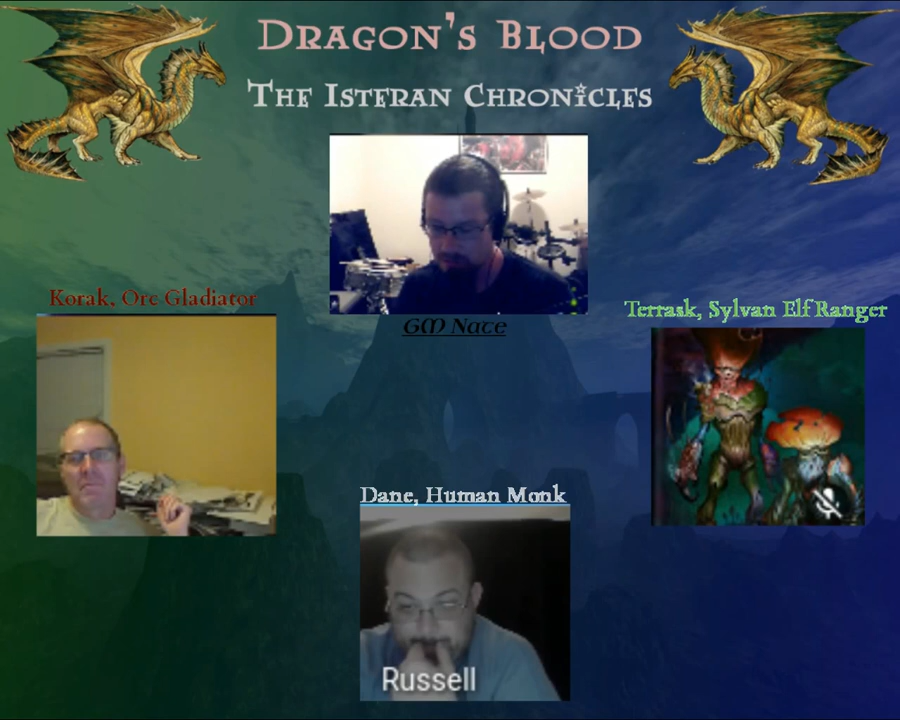 Dragon's Blood
The Isteran Chronicles
GM Nate
Korak, Orc Gladiator
Terrask, Sylvan Elf Ranger
Dane, Human Monk
Russell